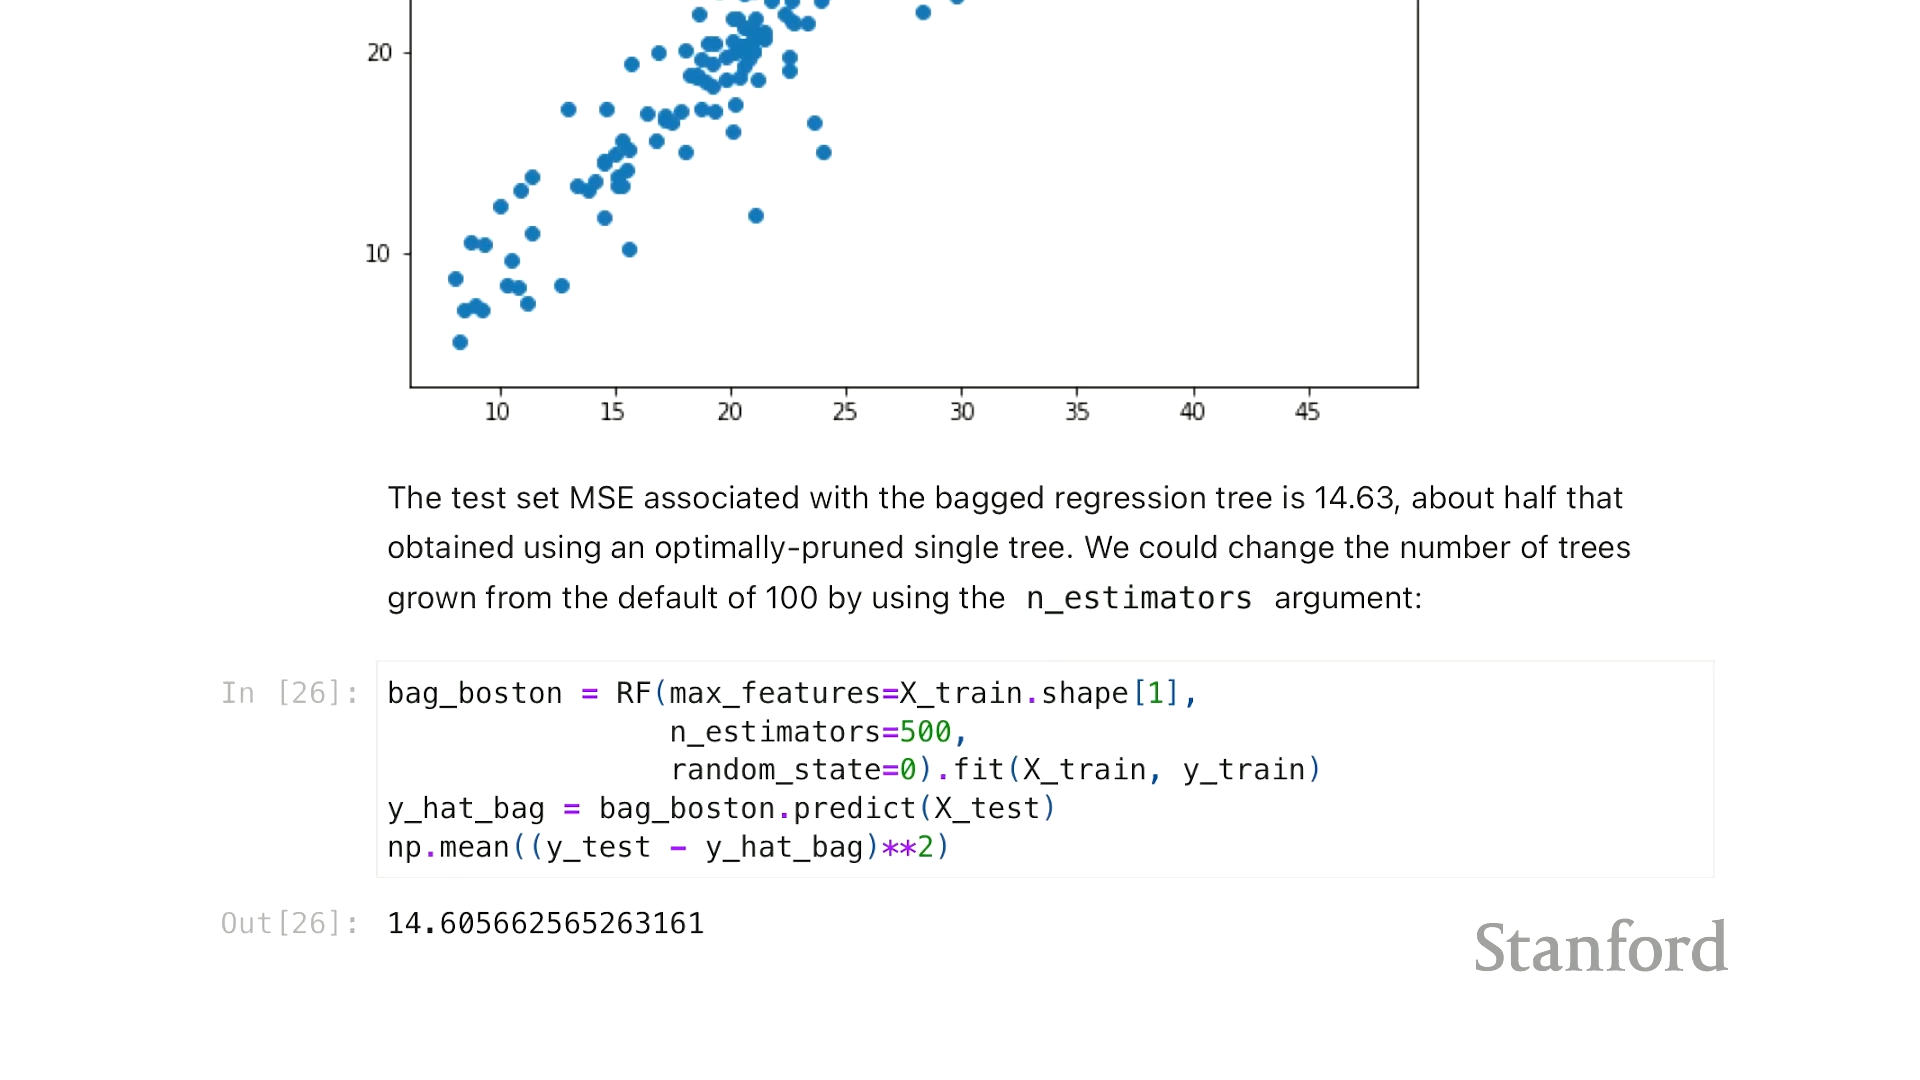 20
10
10 15 20 25 30 35 40 45
The test set MSE associated with the bagged regression tree is 14.63, about half that
obtained using an optimally-pruned single tree. We could change the number of trees
grown from the default of 100 by using the n_estimators argument:
In [26]: bag_boston = RF(max_features=X_train.shape[1],
n_estimators=500,
random_state=0).fit(X_train, y_train)
y_hat_bag = bag_boston.predict(X_test)
np.mean((y_test - y_hat_bag)**2)
Out[26]: 14.605662565263161
Stanford